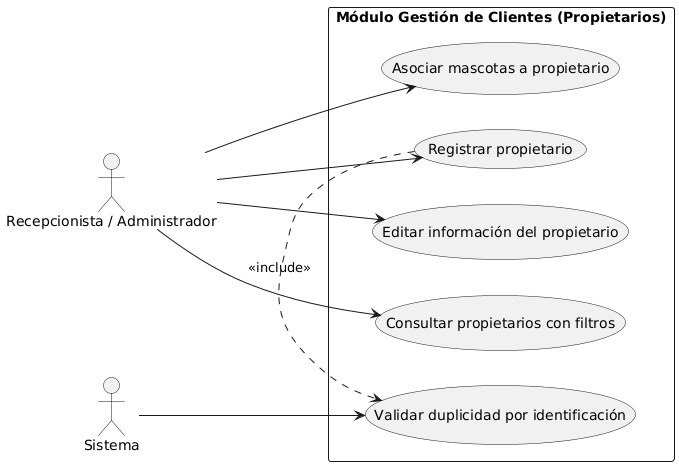 Módulo Gestión de Clientes (Propietarios)
Asociar mascotas a propietario
Registrar propietario
Recepcionista / Administrador
Editar información del propietario
«include»
Consultar propietarios con filtros
Validar duplicidad por identificación
Sistema